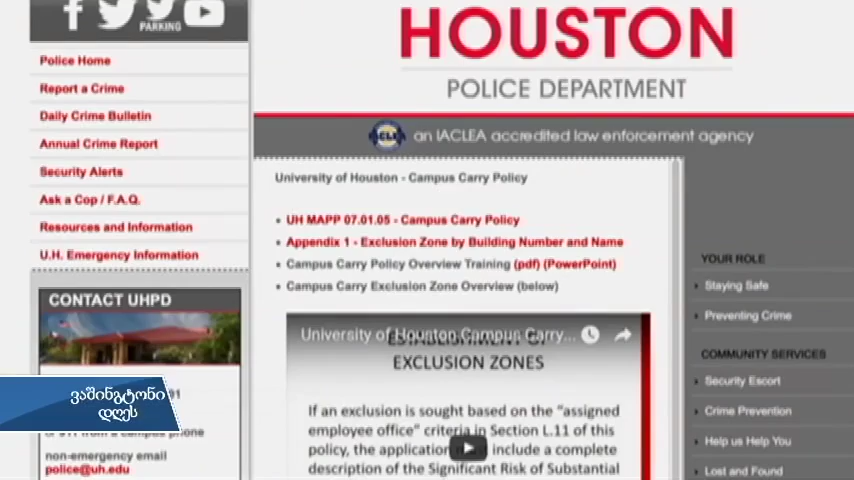 PARKING
Police Home
Report a Crime
Daily Crime Bulletin
Annual Crime Report
Security Alerts
Ask a Cop / F.A.Q.
Resources and Information
U.H. Emergency Information
CONTACT UHPD
ვაშინგტონი
დღეს
from a campus phone
non-emergency email
police@uh.edu
HOUSTON
POLICE DEPARTMENT
an IACLEA accredited law enforcement agency
University of Houston - Campus Carry Policy
UH MAPP 07.01.05 - Campus Carry Policy
Appendix 1 - Exclusion Zone by Building Number and Name
Campus Carry Policy Overview Training (pdf) (PowerPoint)
Campus Carry Exclusion Zone Overview (below)
University of Houston Campus Carry...
ESTABLISHMENT OF
EXCLUSION ZONES
If an exclusion is sought based on the "assigned
employee office" criteria in Section L.11 of this
policy, the application include a complete
description of the Significant Risk of Substantial
YOUR ROLE
Staying Safe
Preventing Crime
COMMUNITY SERVICES
Security Escort
Crime Prevention
Help us Help You
Lost and Found